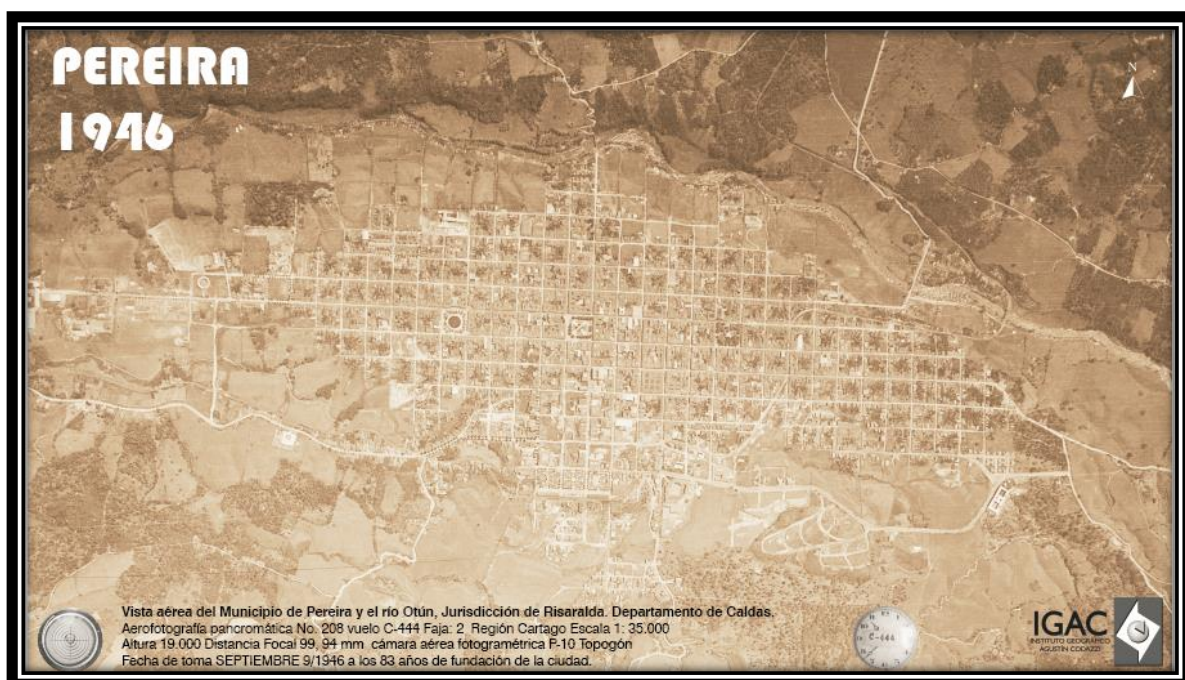 PEREIRA
1946
N
Vista aérea del Municipio de Pereira y el río Otún, Jurisdicción de Risaralda. Departamento de Caldas.
Aerofotografía pancromática No. 208 vuelo C-444 Faja: 2 Región Cartago Escala 1: 35.000
Altura 19.000 Distancia Focal 99, 94 mm cámara aérea fotogramétrica P-10 Topogón
Fecha de toma SEPTIEMBRE 9/1946 a los 83 años de fundación de la ciudad.
C-444
IGAC
INSTITUTO GEOGRÁFICO
AGUSTÍN CODAZZI